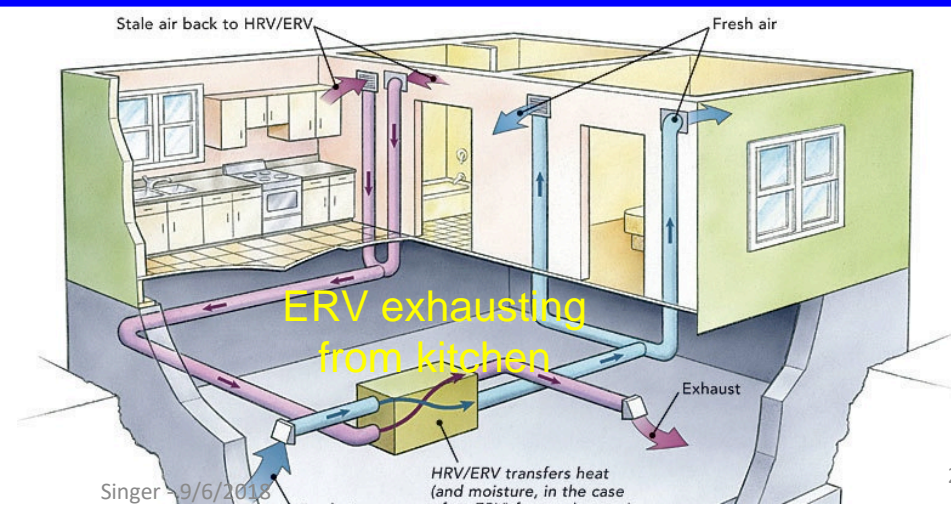 Stale air back to HRV/ERV
Fresh air
ERV exhausting
from kitchen
Exhaust
HRV/ERV transfers heat
(and moisture, in the case
Singer - 9/6/2018